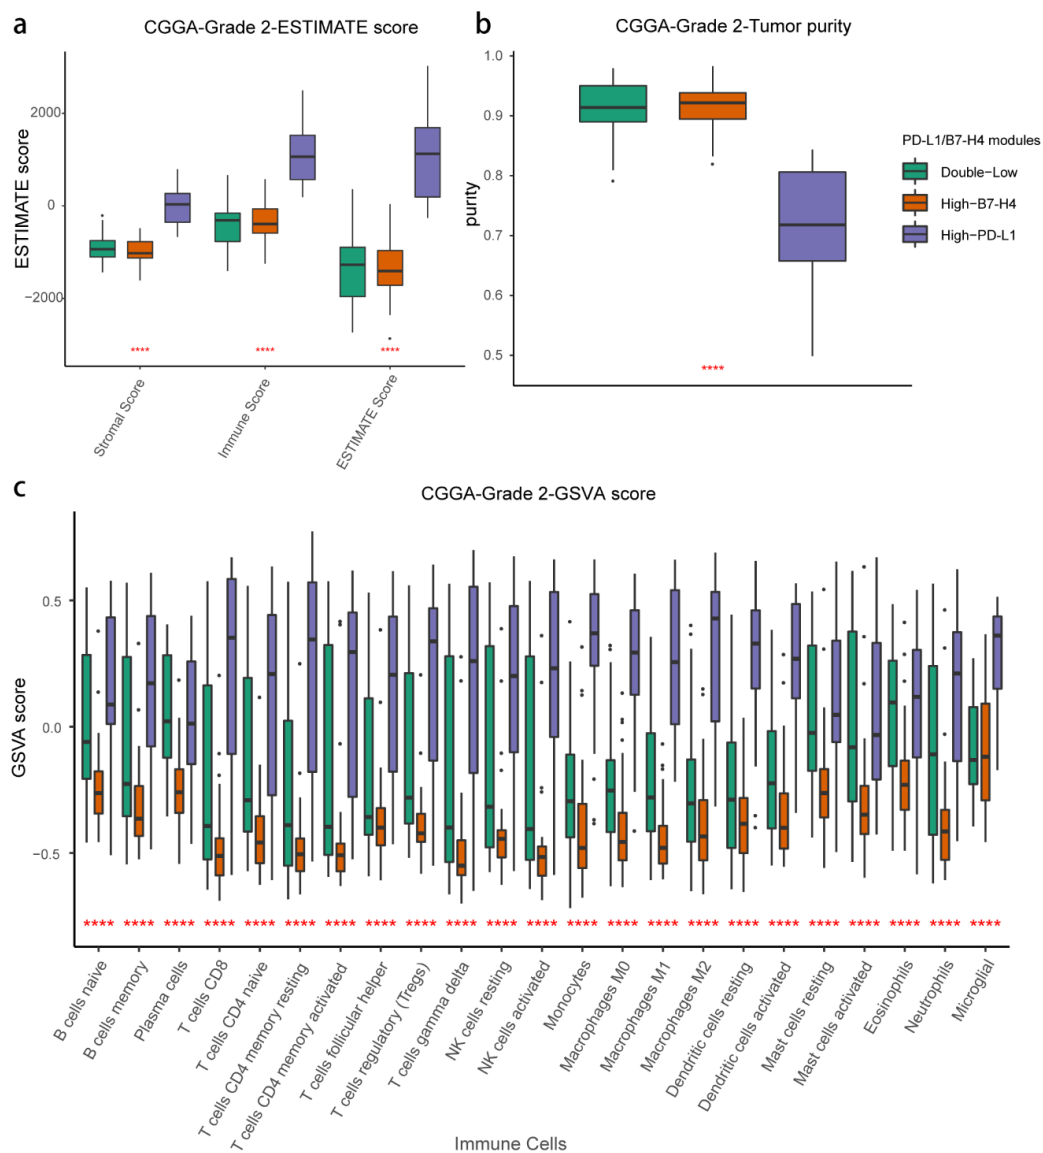 a
CGGA-Grade 2-ESTIMATE score
ESTIMATE score
2000
0
−2000
****
****
****
Stromal Score
Immune Score
ESTIMATE Score
b
CGGA-Grade 2-Tumor purity
purity
1.0
0.9
0.8
0.7
0.6
0.5
****
PD-L1/B7-H4 modules
Double−Low
High−B7-H4
High−PD-L1
c
CGGA-Grade 2-GSVA score
GSVA score
0.5
0.0
−0.5
**** **** **** **** **** **** **** **** **** **** **** **** **** **** **** **** **** **** **** **** **** **** ****
B cells naive
B cells memory
Plasma cells
T cells CD8
T cells CD4 naive
T cells CD4 memory resting
T cells CD4 memory activated
T cells follicular helper
T cells regulatory (Tregs)
T cells gamma delta
NK cells resting
NK cells activated
Monocytes
Macrophages M0
Macrophages M1
Macrophages M2
Dendritic cells resting
Dendritic cells activated
Mast cells resting
Mast cells activated
Eosinophils
Neutrophils
Microglial
Immune Cells